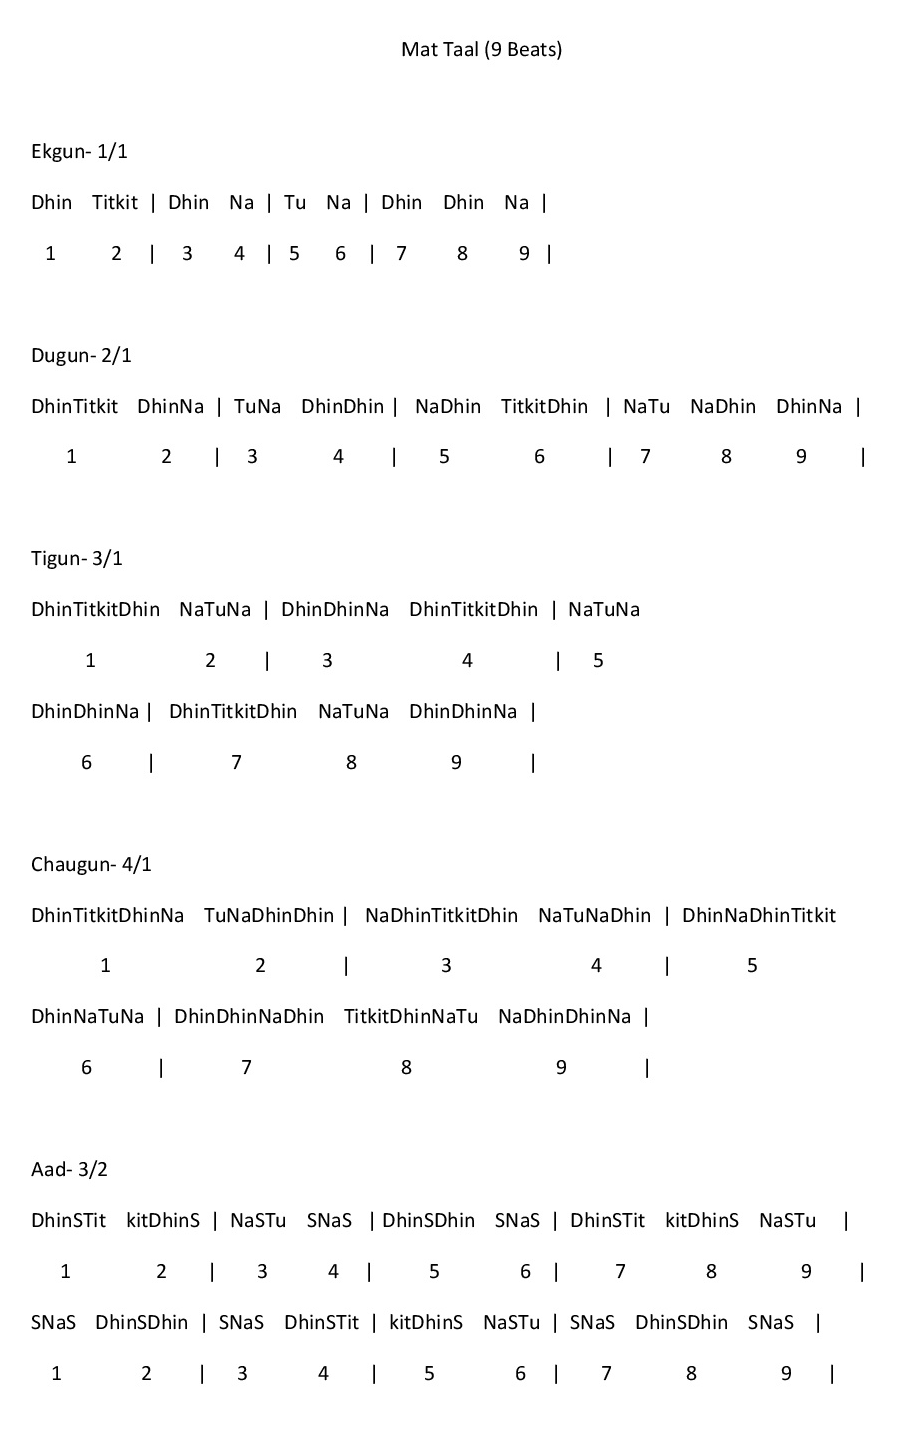 Mat Taal (9 Beats)
Ekgun- 1/1
Dhin Titkit | Dhin Na | Tu Na | Dhin Dhin Na |
1 2 | 3 4 | 5 6 | 7 8 9 |
Dugun- 2/1
DhinTitkit DhinNa | TuNa DhinDhin | NaDhin TitkitDhin | NaTu NaDhin DhinNa |
1 2 | 3 4 | 5 6 | 7 8 9 |
Tigun- 3/1
DhinTitkitDhin NaTuNa | DhinDhinNa DhinTitkitDhin | NaTuNa
1 2 | 3 4 | 5
DhinDhinNa | DhinTitkitDhin NaTuNa DhinDhinNa |
6 | 7 8 9 |
Chaugun- 4/1
DhinTitkitDhinNa TuNaDhinDhin | NaDhinTitkitDhin NaTuNaDhin | DhinNaDhinTitkit
1 2 | 3 4 | 5
DhinNaTuNa | DhinDhinNaDhin TitkitDhinNaTu NaDhinDhinNa |
6 | 7 8 9 |
Aad- 3/2
DhinSTit kitDhinS | NaSTu SNaS | DhinSDhin SNaS | DhinSTit kitDhinS NaSTu |
1 2 | 3 4 | 5 6 | 7 8 9 |
SNaS DhinSDhin | SNaS DhinSTit | kitDhinS NaSTu | SNaS DhinSDhin SNaS |
1 2 | 3 4 | 5 6 | 7 8 9 |